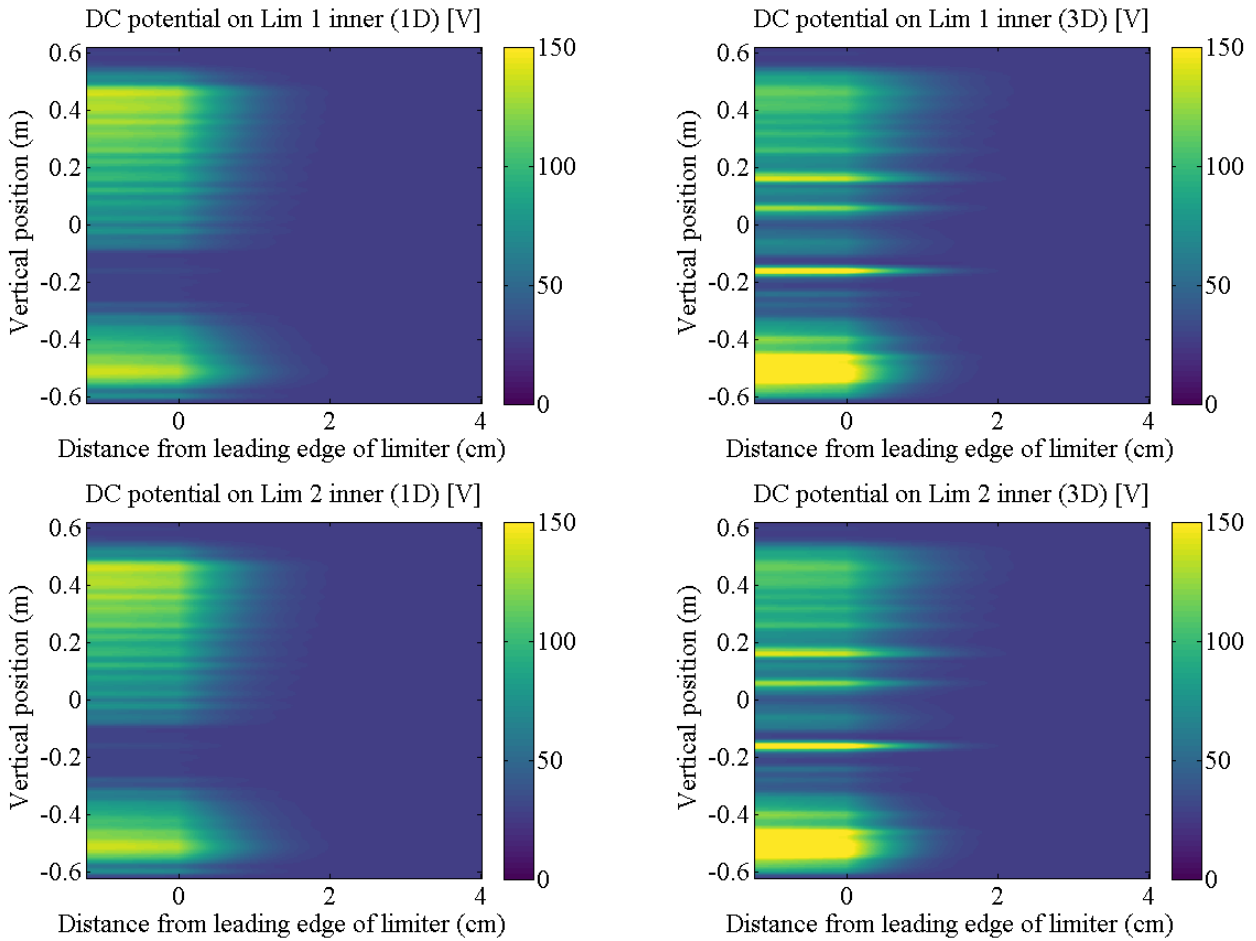 DC potential on Lim 1 inner (1D) [V]
0.6
0.4
0.2
0
-0.2
-0.4
-0.6
Vertical position (m)
0 2 4
Distance from leading edge of limiter (cm)
150
100
50
0
DC potential on Lim 1 inner (3D) [V]
0.6
0.4
0.2
0
-0.2
-0.4
-0.6
Vertical position (m)
0 2 4
Distance from leading edge of limiter (cm)
150
100
50
0
DC potential on Lim 2 inner (1D) [V]
0.6
0.4
0.2
0
-0.2
-0.4
-0.6
Vertical position (m)
0 2 4
Distance from leading edge of limiter (cm)
150
100
50
0
DC potential on Lim 2 inner (3D) [V]
0.6
0.4
0.2
0
-0.2
-0.4
-0.6
Vertical position (m)
0 2 4
Distance from leading edge of limiter (cm)
150
100
50
0